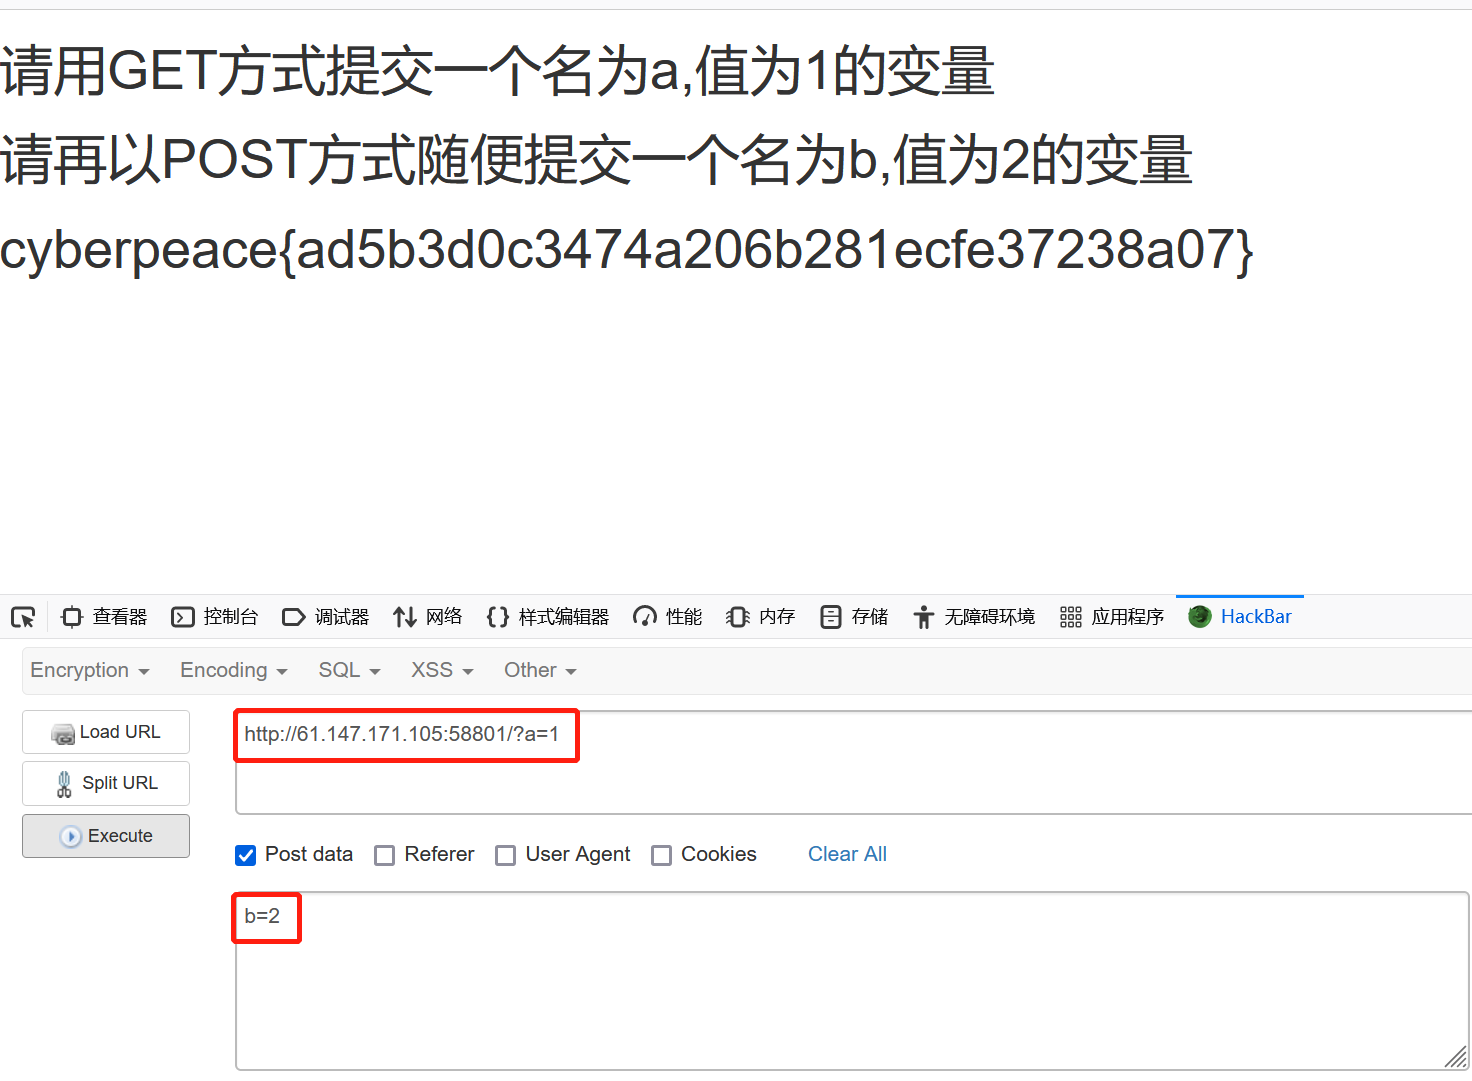 请用GET方式提交一个名为a,值为1的变量
请再以POST方式随便提交一个名为b,值为2的变量
cyberpeace{ad5b3d0c3474a206b281ecfe37238a07}
查看器 控制台 调试器 网络 样式编辑器 性能 内存 存储 无障碍环境 应用程序 HackBar
Encryption Encoding SQL XSS Other
Load URL
http://61.147.171.105:58801/?a=1
Split URL
Execute
Post data Referer User Agent Cookies Clear All
b=2